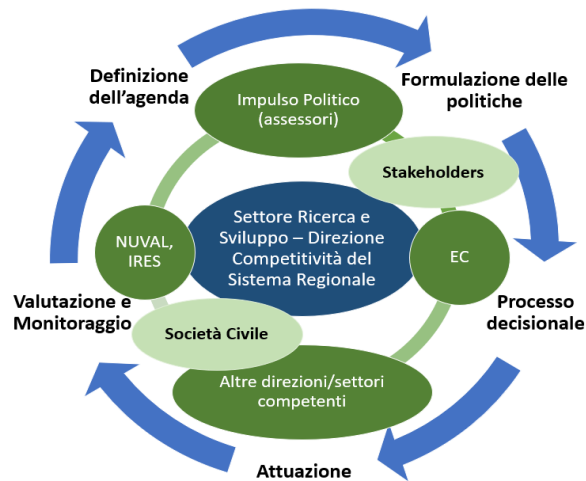 Definizione
dell'agenda
Impulso Politico
(assessori)
Formulazione delle
politiche
Stakeholders
Settore Ricerca e
Sviluppo – Direzione
Competitività del
Sistema Regionale
NUVAL,
IRES
EC
Valutazione e
Monitoraggio
Processo
decisionale
Società Civile
Altre direzioni/settori
competenti
Attuazione